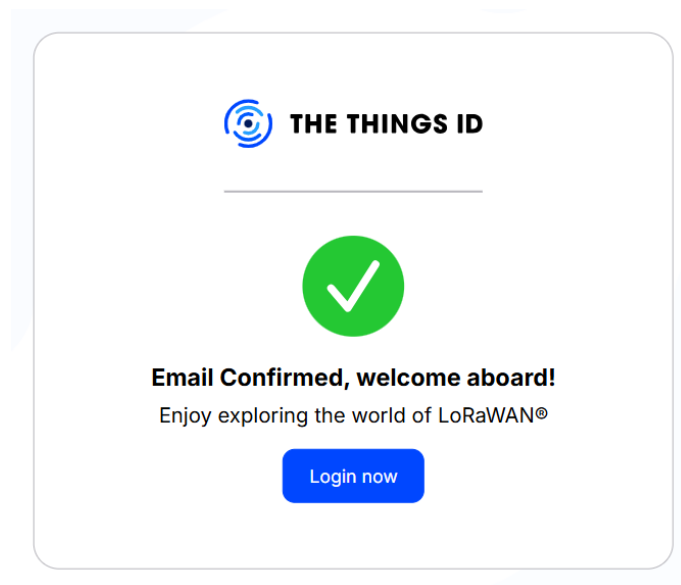 THE THINGS ID
Email Confirmed, welcome aboard!
Enjoy exploring the world of LoRaWAN®
Login now